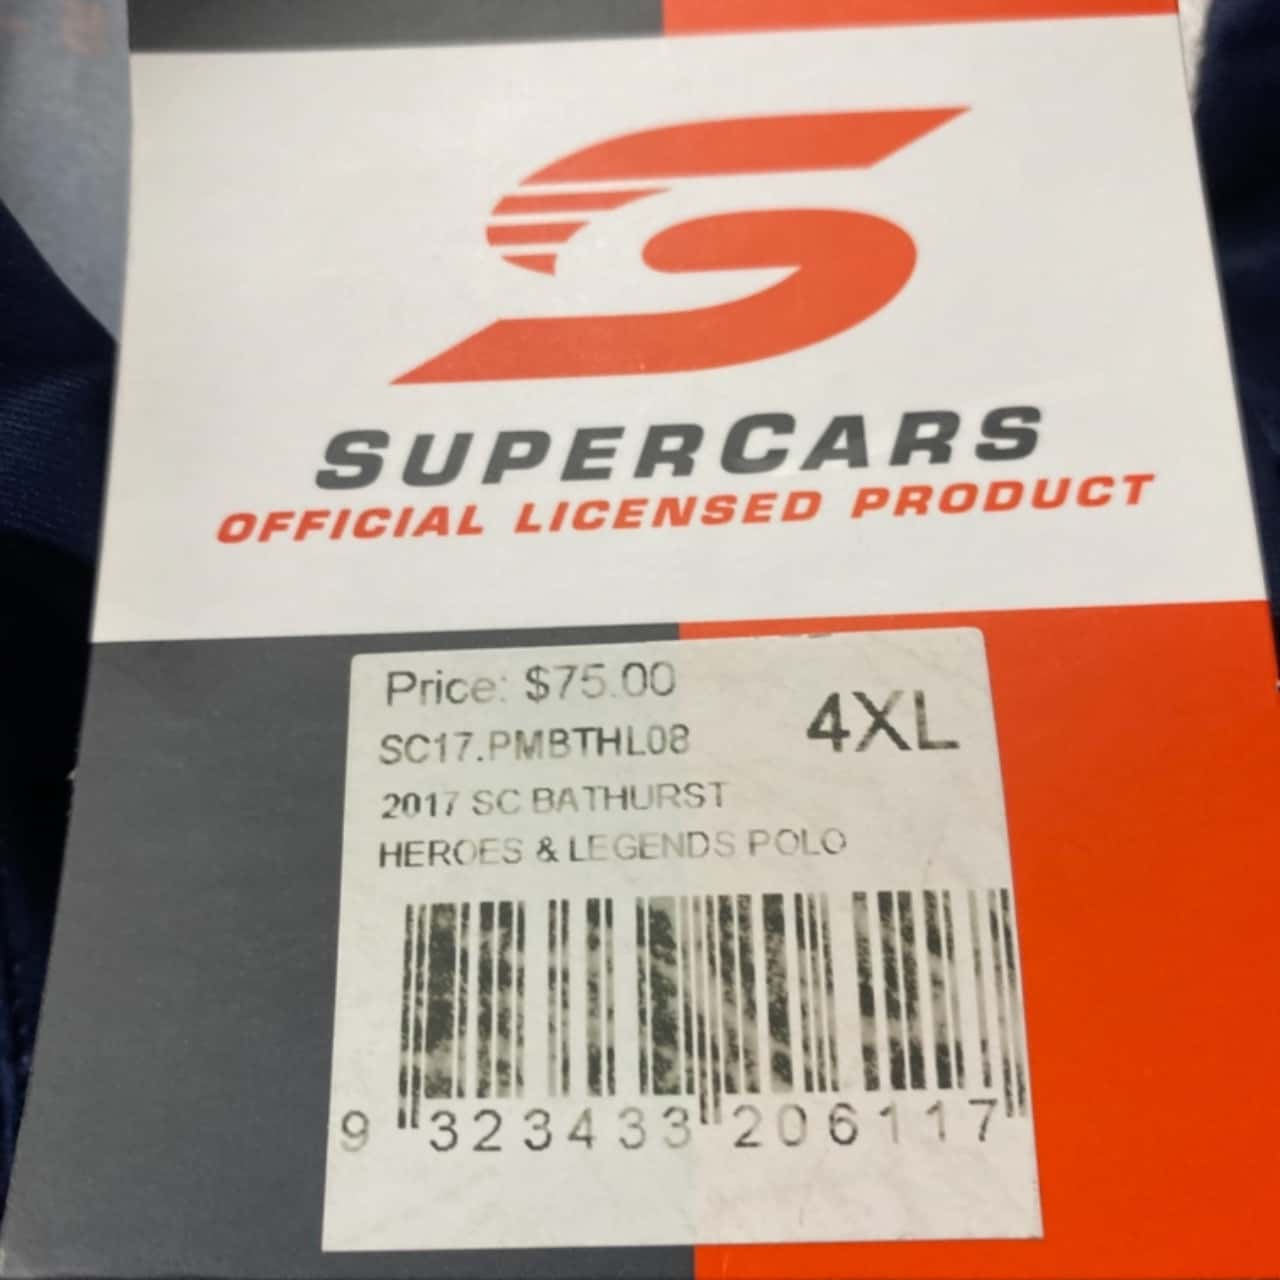 SUPERCARS
OFFICIAL LICENSED PRODUCT
Price: $75.00
4XL
SC17.PMBTHL08
2017 SC BATHURST
HEROES & LEGENDS POLO
9 323433 206117